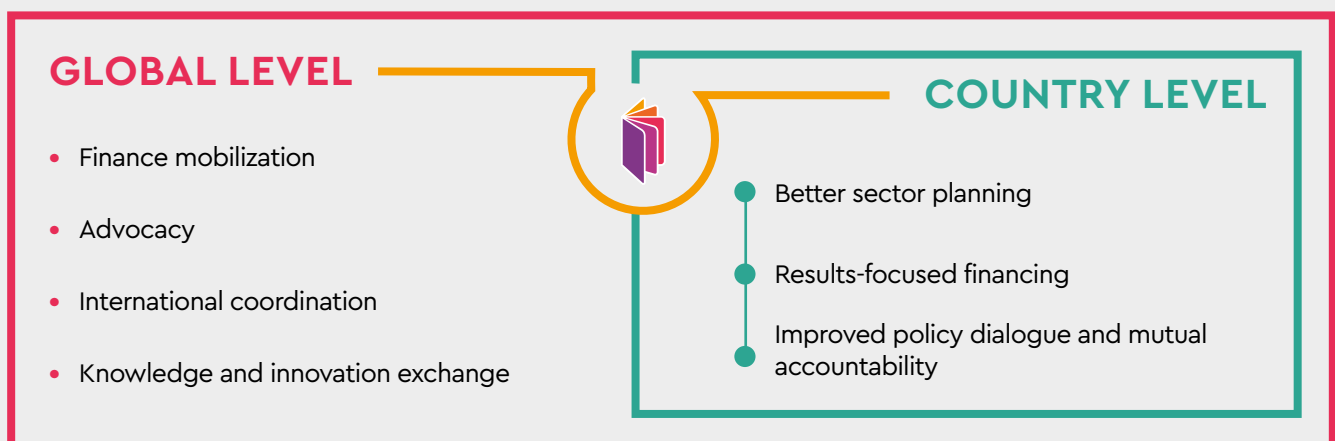 GLOBAL LEVEL
• Finance mobilization
• Advocacy
• International coordination
• Knowledge and innovation exchange
COUNTRY LEVEL
Better sector planning
Results-focused financing
Improved policy dialogue and mutual
accountability